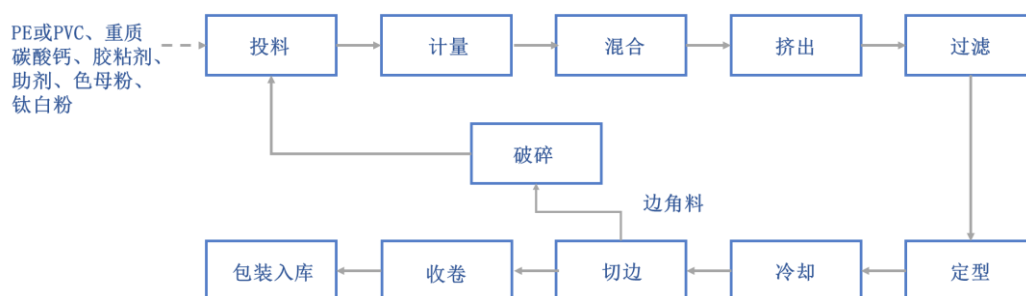 PE或PVC、重质
碳酸钙、胶粘剂、
助剂、色母粉、
钛白粉
投料
计量
混合
挤出
过滤
破碎
边角料
包装入库
收卷
切边
冷却
定型